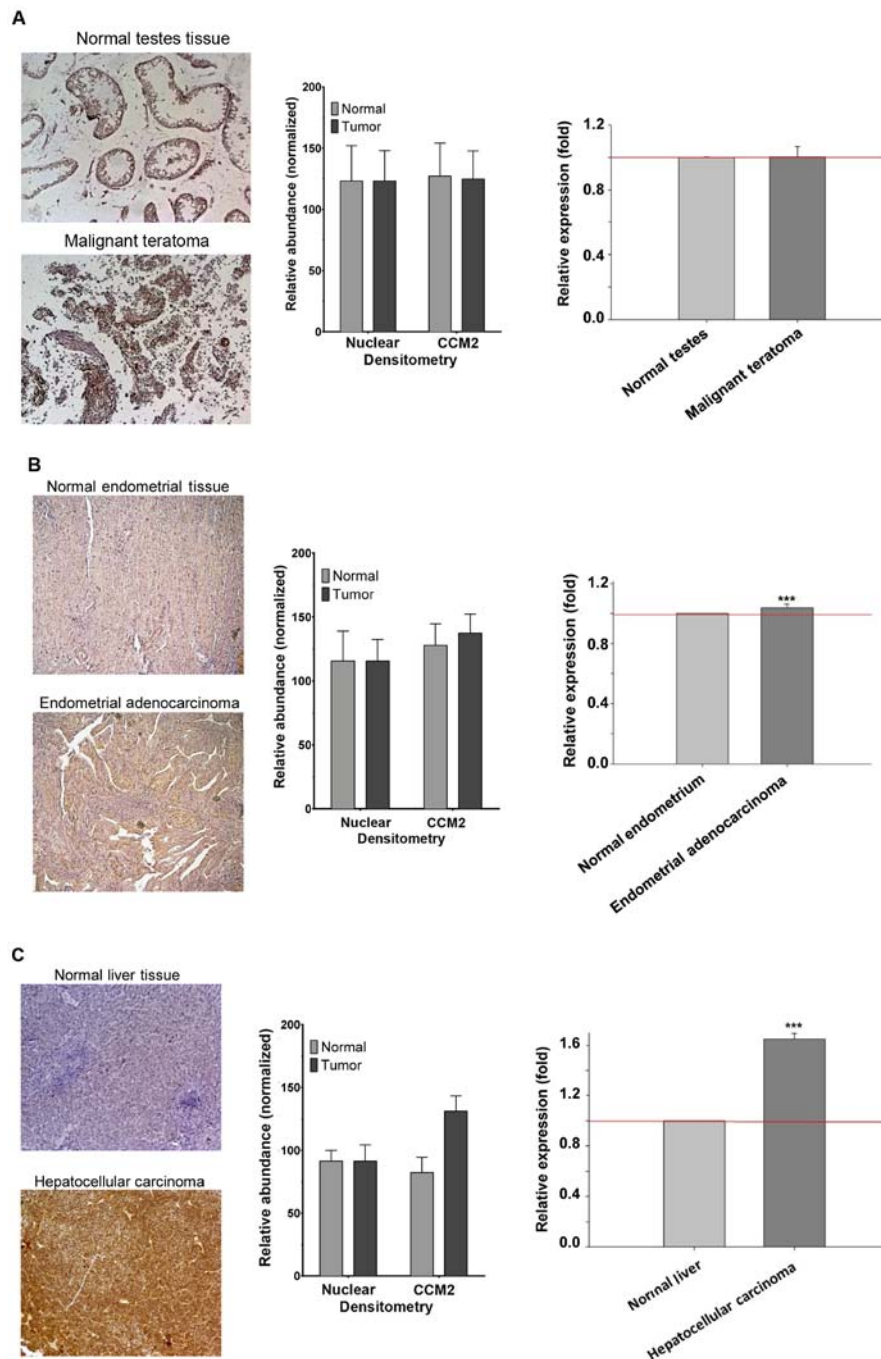 A
Normal testes tissue
Malignant teratoma
Relative abundance (normalized)
200
150
100
50
0
Normal
Tumor
Nuclear
CCM2
Densitometry
Relative expression (fold)
1.2
0.8
0.4
0.0
Normal testes
Malignant teratoma
B
Normal endometrial tissue
Endometrial adenocarcinoma
Relative abundance (normalized)
200
150
100
50
0
Normal
Tumor
Nuclear
CCM2
Densitometry
Relative expression (fold)
1.2
0.8
0.4
0.0
***
Normal endometrium
Endometrial adenocarcinoma
C
Normal liver tissue
Hepatocellular carcinoma
Relative abundance (normalized)
200
150
100
50
0
Normal
Tumor
Nuclear
CCM2
Densitometry
Relative expression (fold)
1.6
1.2
0.8
0.4
0.0
***
Normal liver
Hepatocellular carcinoma